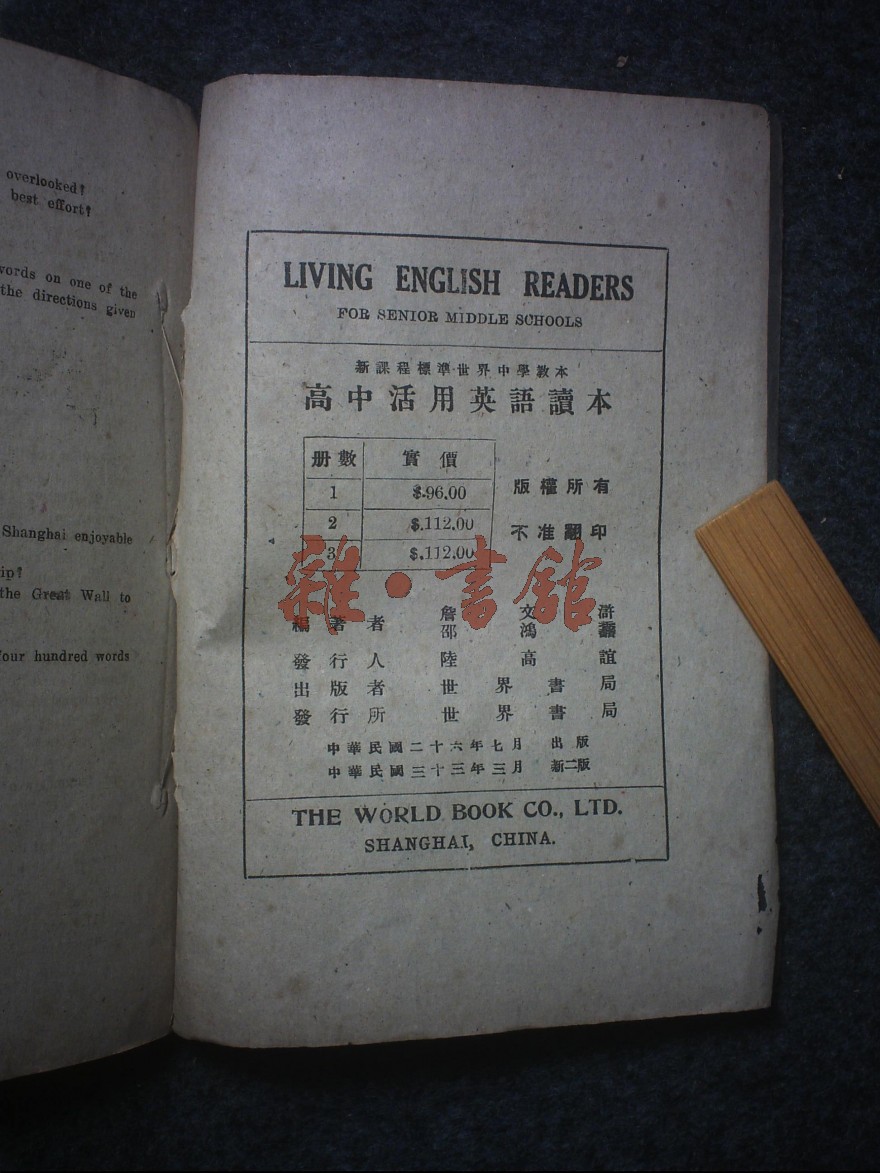 overlooked?
best effort?
words on one of the
the directions given
Shanghai enjoyable
the Great Wall to
four hundred words
LIVING ENGLISH READERS
FOR SENIOR MIDDLE SCHOOLS
新課程標準世界中學教本
高中活用英語讀本
册數 實價
1 $.96.00
2 $.112.00
3 $.112.00
版權所有
不准翻印
雜·書館
編著者 詹文滸
邵鴻
發行人 陸高誼
出版者 世界書局
發行所 世界書局
中華民國二十六年七月 出版
中華民國三十三年三月 新二版
THE WORLD BOOK CO., LTD.
SHANGHAI, CHINA.